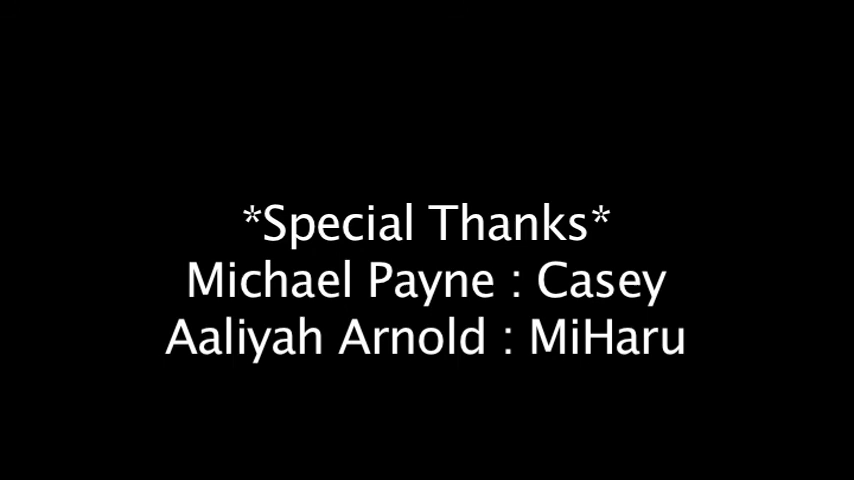 *Special Thanks*
Michael Payne : Casey
Aaliyah Arnold : MiHaru